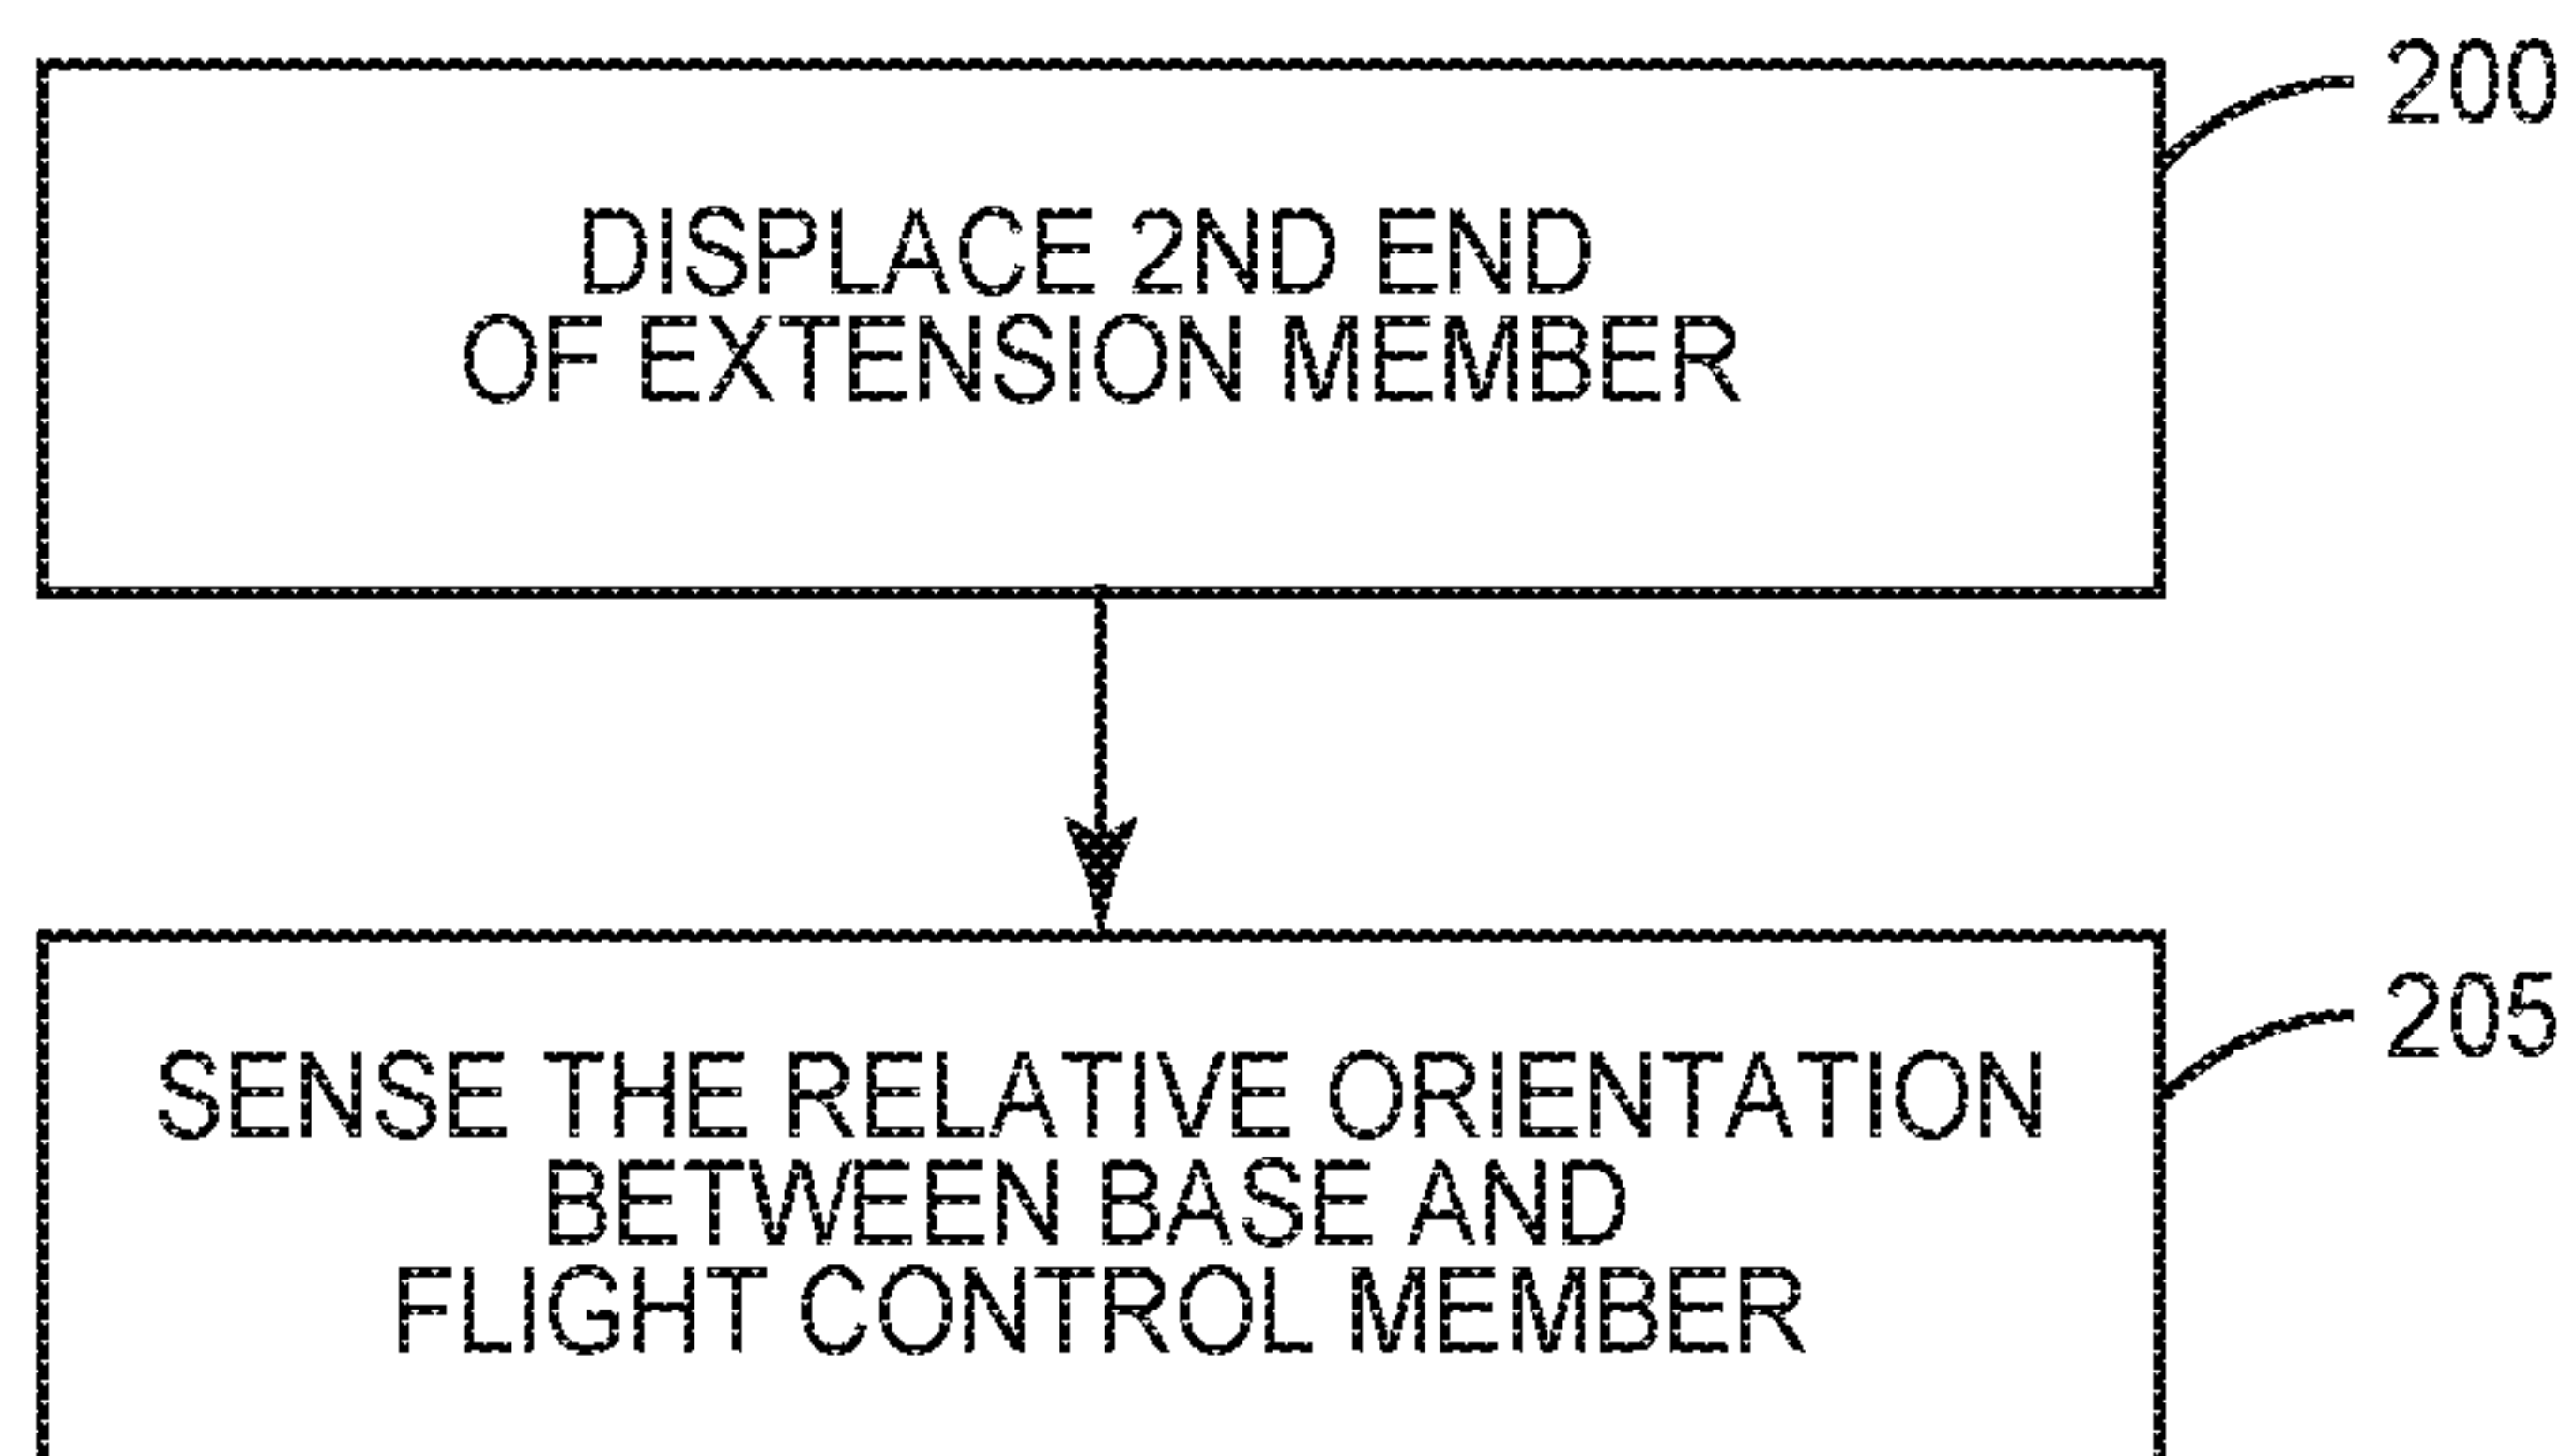 200
DISPLACE 2ND END
OF EXTENSION MEMBER
205
SENSE THE RELATIVE ORIENTATION
BETWEEN BASE AND
FLIGHT CONTROL MEMBER